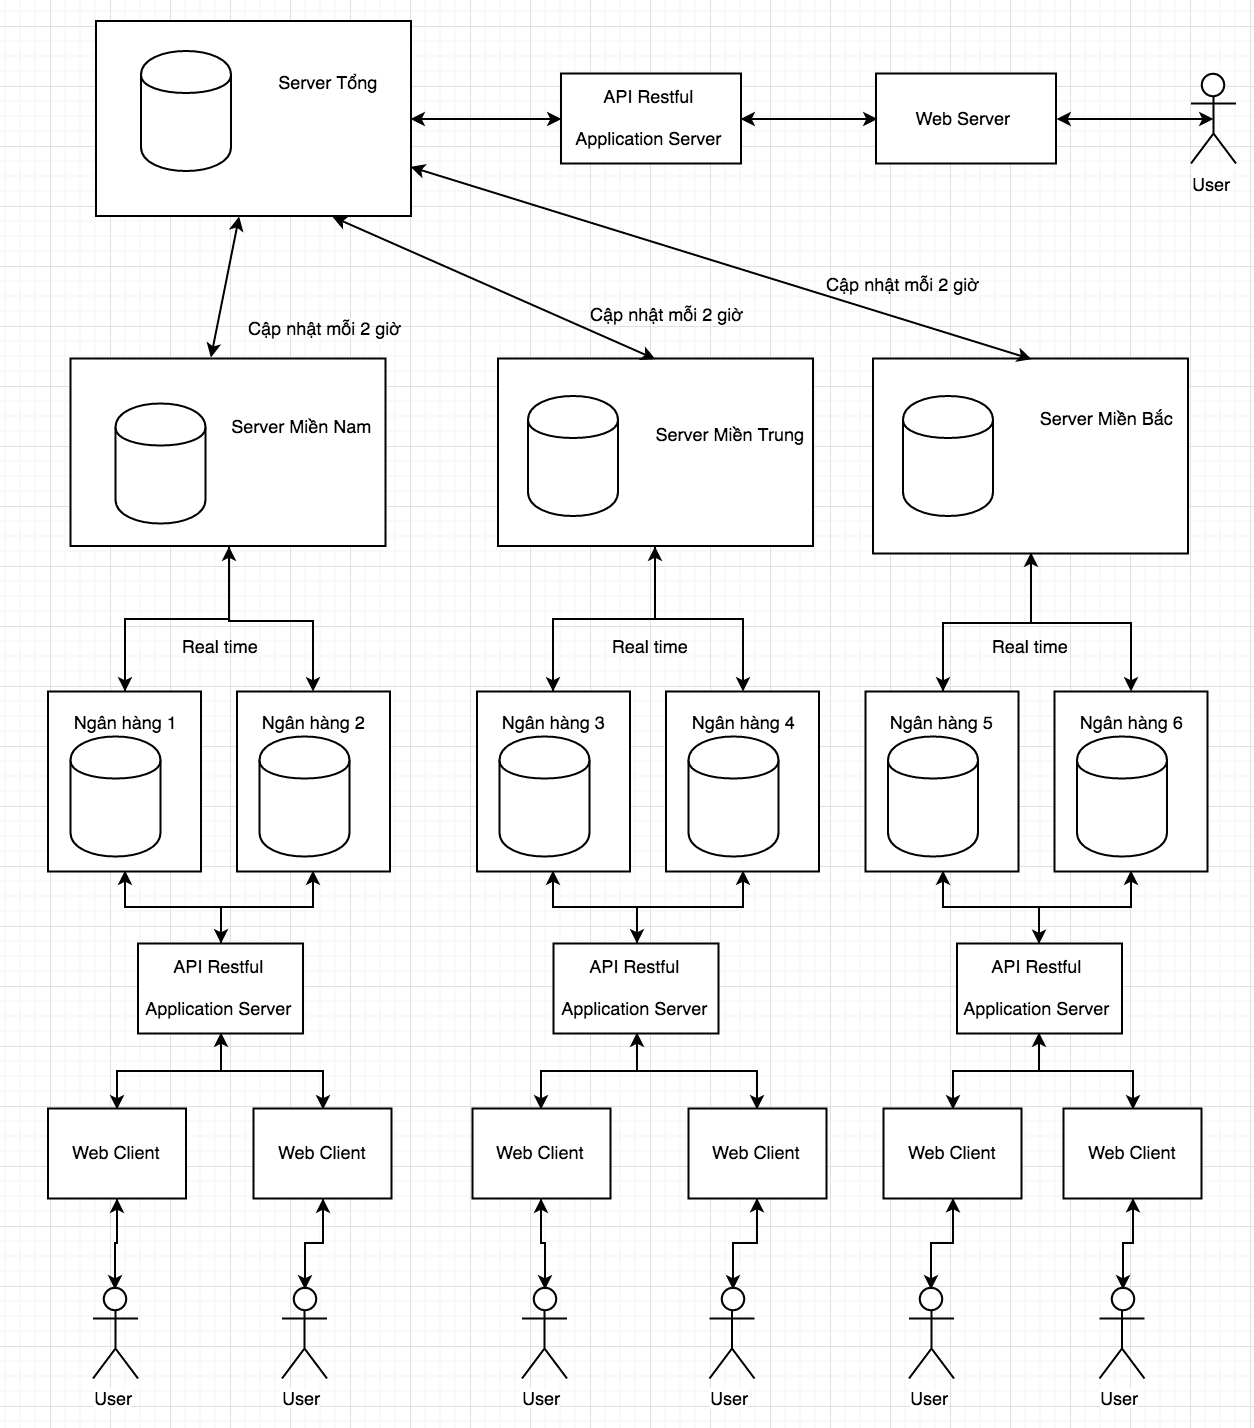 Server Tổng
API Restful
Application Server
Web Server
User
Cập nhật mỗi 2 giờ
Cập nhật mỗi 2 giờ
Cập nhật mỗi 2 giờ
Server Miền Nam
Server Miền Trung
Server Miền Bắc
Real time
Real time
Real time
Ngân hàng 1
Ngân hàng 2
Ngân hàng 3
Ngân hàng 4
Ngân hàng 5
Ngân hàng 6
API Restful
Application Server
API Restful
Application Server
API Restful
Application Server
Web Client
Web Client
Web Client
Web Client
Web Client
Web Client
User
User
User
User
User
User